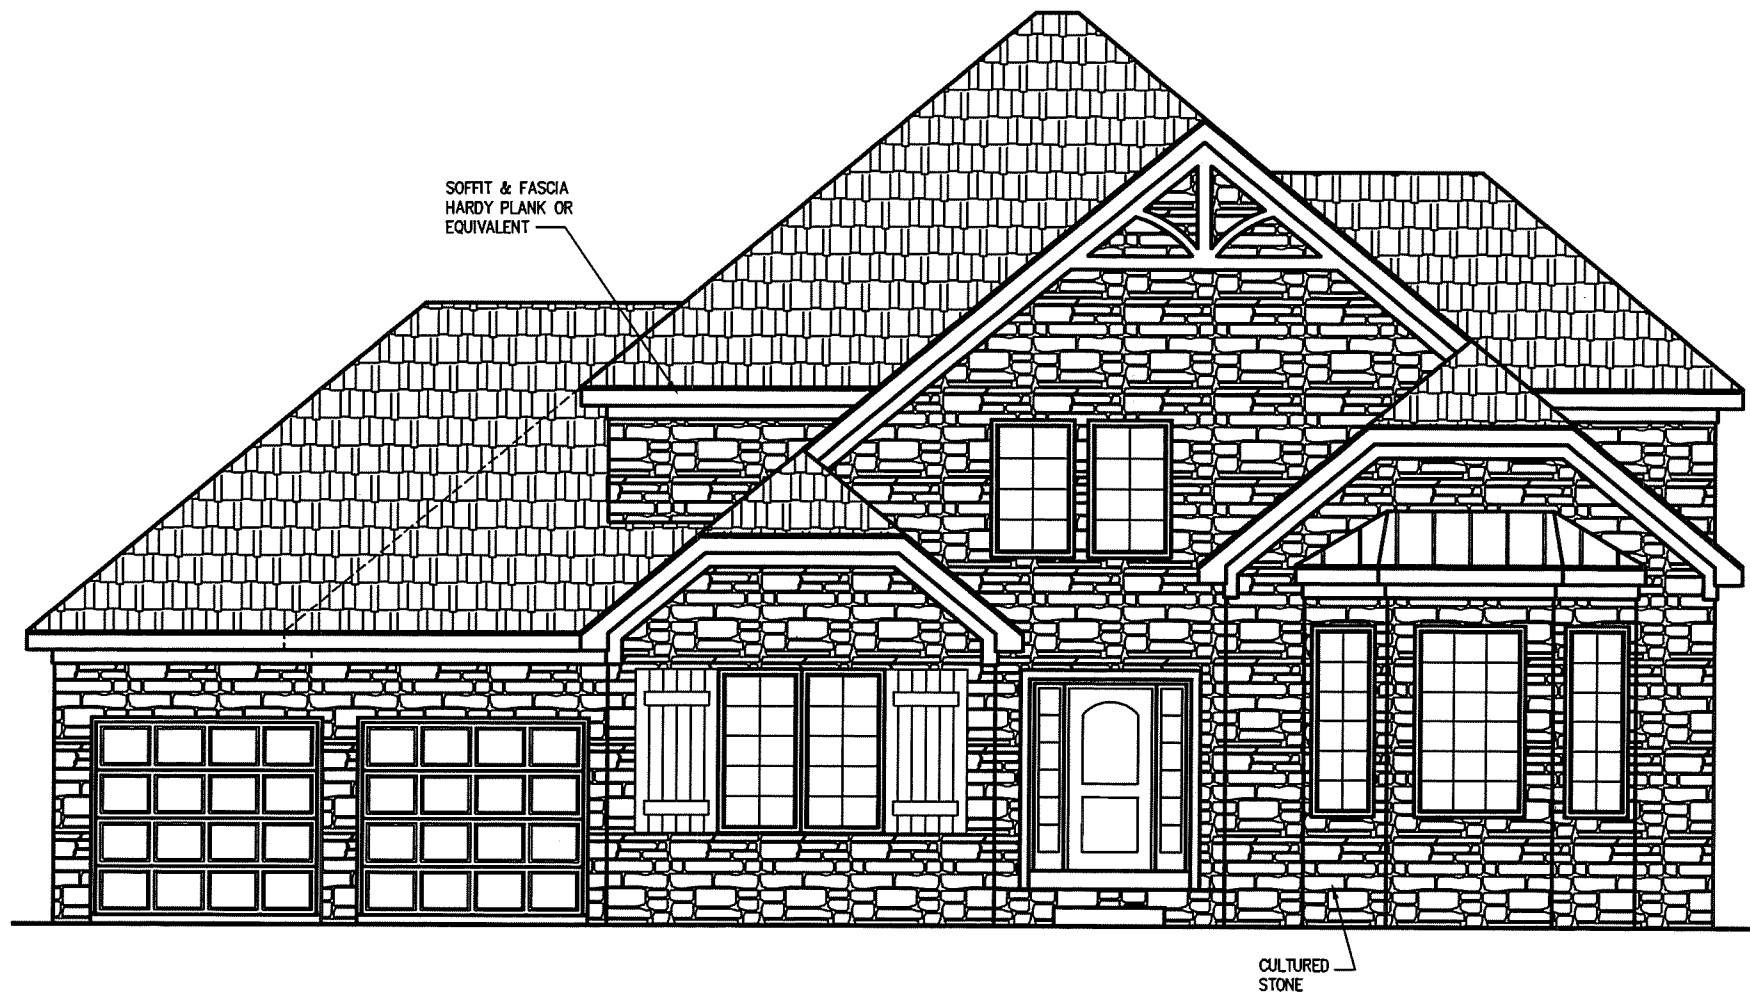 SOFFIT & FASCIA
HARDY PLANK OR
EQUIVALENT
CULTURED
STONE